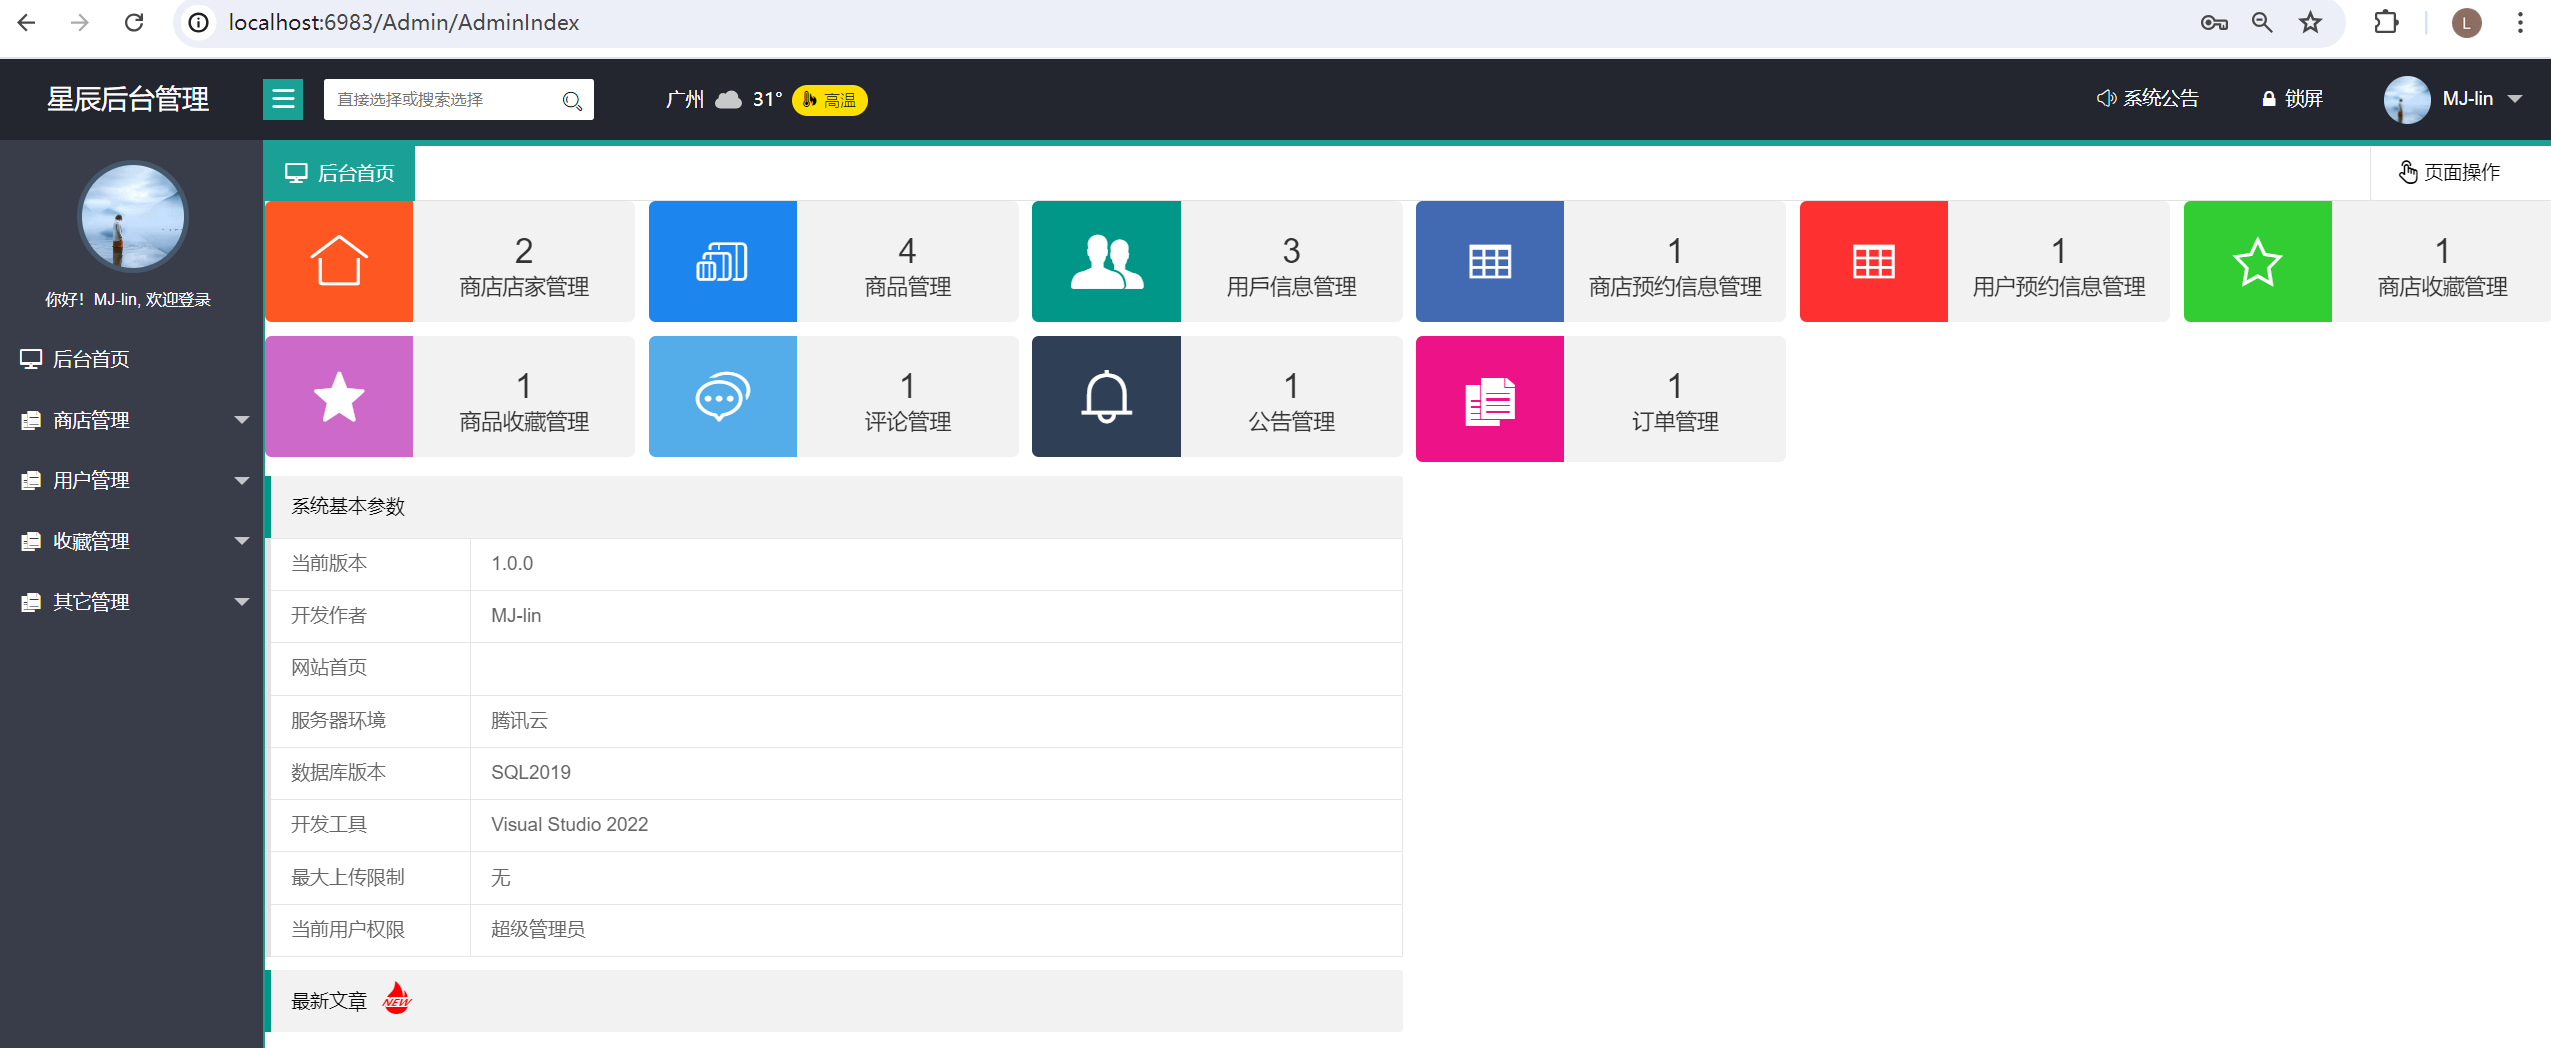 localhost:6983/Admin/AdminIndex
L
星辰后台管理
直接选择或搜索选择
广州 31° 高温
系统公告
锁屏
MJ-lin
后台首页
页面操作
你好！MJ-lin, 欢迎登录
后台首页
商店管理
用户管理
收藏管理
其它管理
2
商店店家管理
4
商品管理
3
用戶信息管理
1
商店预约信息管理
1
用户预约信息管理
1
商店收藏管理
1
商品收藏管理
1
评论管理
1
公告管理
1
订单管理
系统基本参数
当前版本 1.0.0
开发作者 MJ-lin
网站首页
服务器环境 腾讯云
数据库版本 SQL2019
开发工具 Visual Studio 2022
最大上传限制 无
当前用户权限 超级管理员
最新文章 NEW